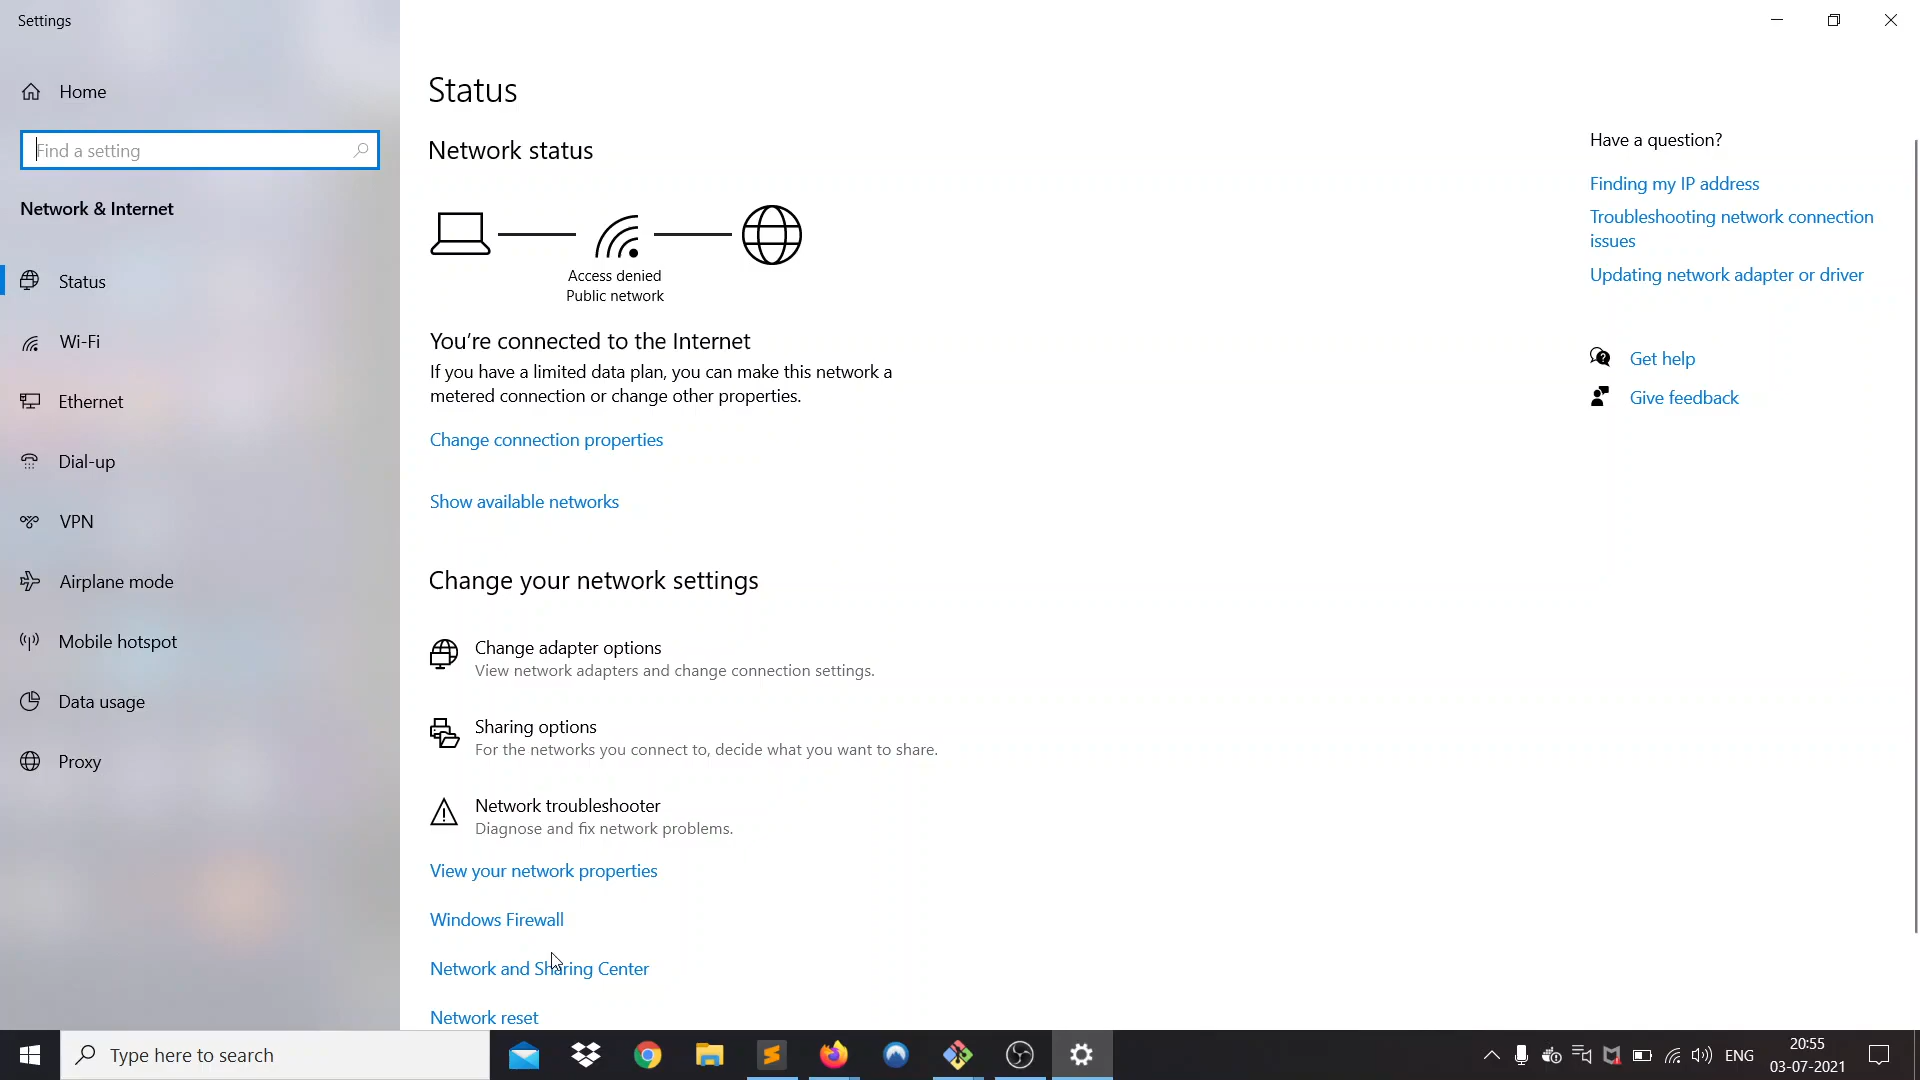 Settings
Home
Find a setting
Network & Internet
Status
Wi-Fi
Ethernet
Dial-up
VPN
Airplane mode
Mobile hotspot
Data usage
Proxy
Status
Network status
Access denied
Public network
You’re connected to the Internet
If you have a limited data plan, you can make this network a
metered connection or change other properties.
Change connection properties
Show available networks
Change your network settings
Change adapter options
View network adapters and change connection settings.
Sharing options
For the networks you connect to, decide what you want to share.
Network troubleshooter
Diagnose and fix network problems.
View your network properties
Windows Firewall
Network and Sharing Center
Network reset
Have a question?
Finding my IP address
Troubleshooting network connection
issues
Updating network adapter or driver
Get help
Give feedback
Type here to search
ENG
20:55
03-07-2021